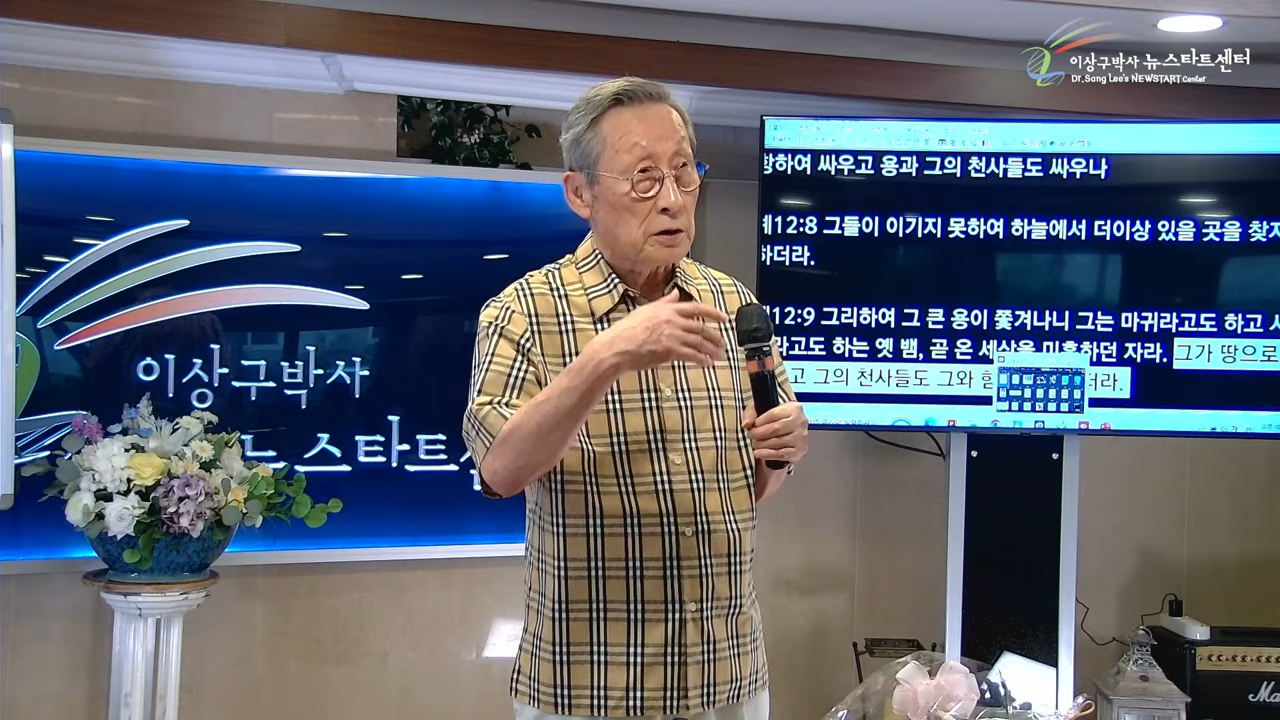 이상구박사 뉴스타트센터
Dr. Sang Lee's NEWSTART Center
이상구박사
뉴스타트
하여 싸우고 용과 그의 천사들도 싸우나
12:8 그들이 이기지 못하여 하늘에서 더이상 있을 곳을 찾지
하더라.
12:9 그리하여 그 큰 용이 쫓겨나니 그는 마귀라고도 하고
라고도 하는 옛 뱀, 곧 온 세상을 미혹하던 자라. 그가 땅으로
고 그의 천사들도 그와 더라.